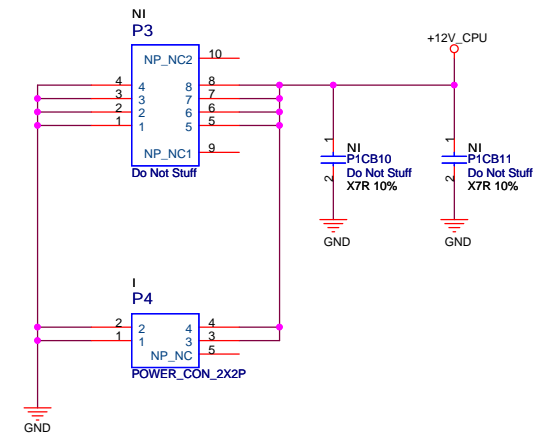 NI
P3
+12V_CPU
NP_NC2 10
4 4 8 8
3 3 7 7
2 2 6 6
1 1 5 5
NP_NC1 9
Do Not Stuff
1 NI
P1CB10
Do Not Stuff
2 X7R 10%
GND
1 NI
P1CB11
Do Not Stuff
2 X7R 10%
GND
I
P4
2 2 4 4
1 1 3 3
NP_NC 5
POWER_CON_2X2P
GND